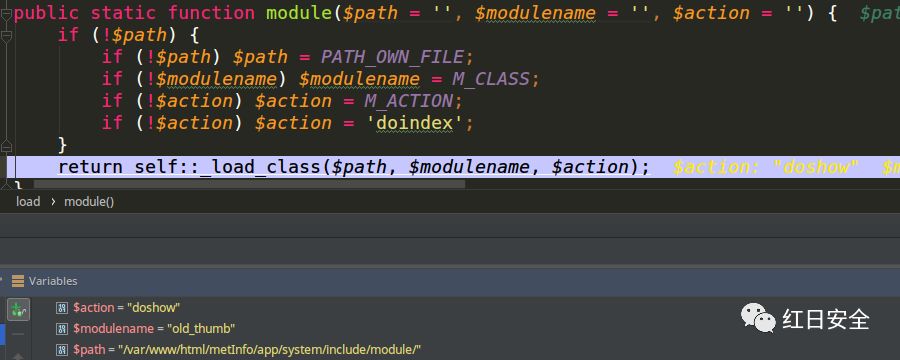 public static function module($path = '', $modulename = '', $action = '') {  $pat
if (!$path) {
if (!$path) $path = PATH_OWN_FILE;
if (!$modulename) $modulename = M_CLASS;
if (!$action) $action = M_ACTION;
if (!$action) $action = 'doindex';
}
return self::_load_class($path, $modulename, $action);  $action: "doshow"  $m
}
load › module()
Variables
$action = "doshow"
$modulename = "old_thumb"
$path = "/var/www/html/metInfo/app/system/include/module/"
红日安全